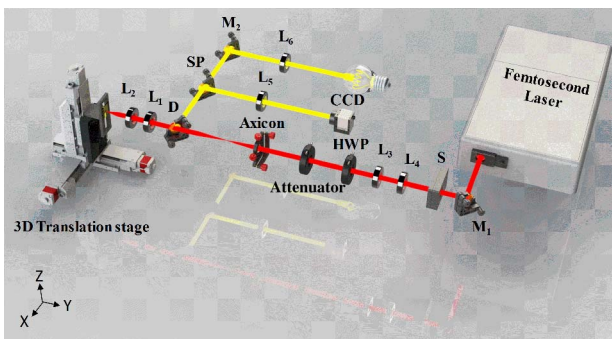 M2
L6
SP
L5
CCD
Femtosecond
Laser
L2
L1
D
Axicon
HWP
L3
L4
S
Attenuator
M1
3D Translation stage
Z
Y
X